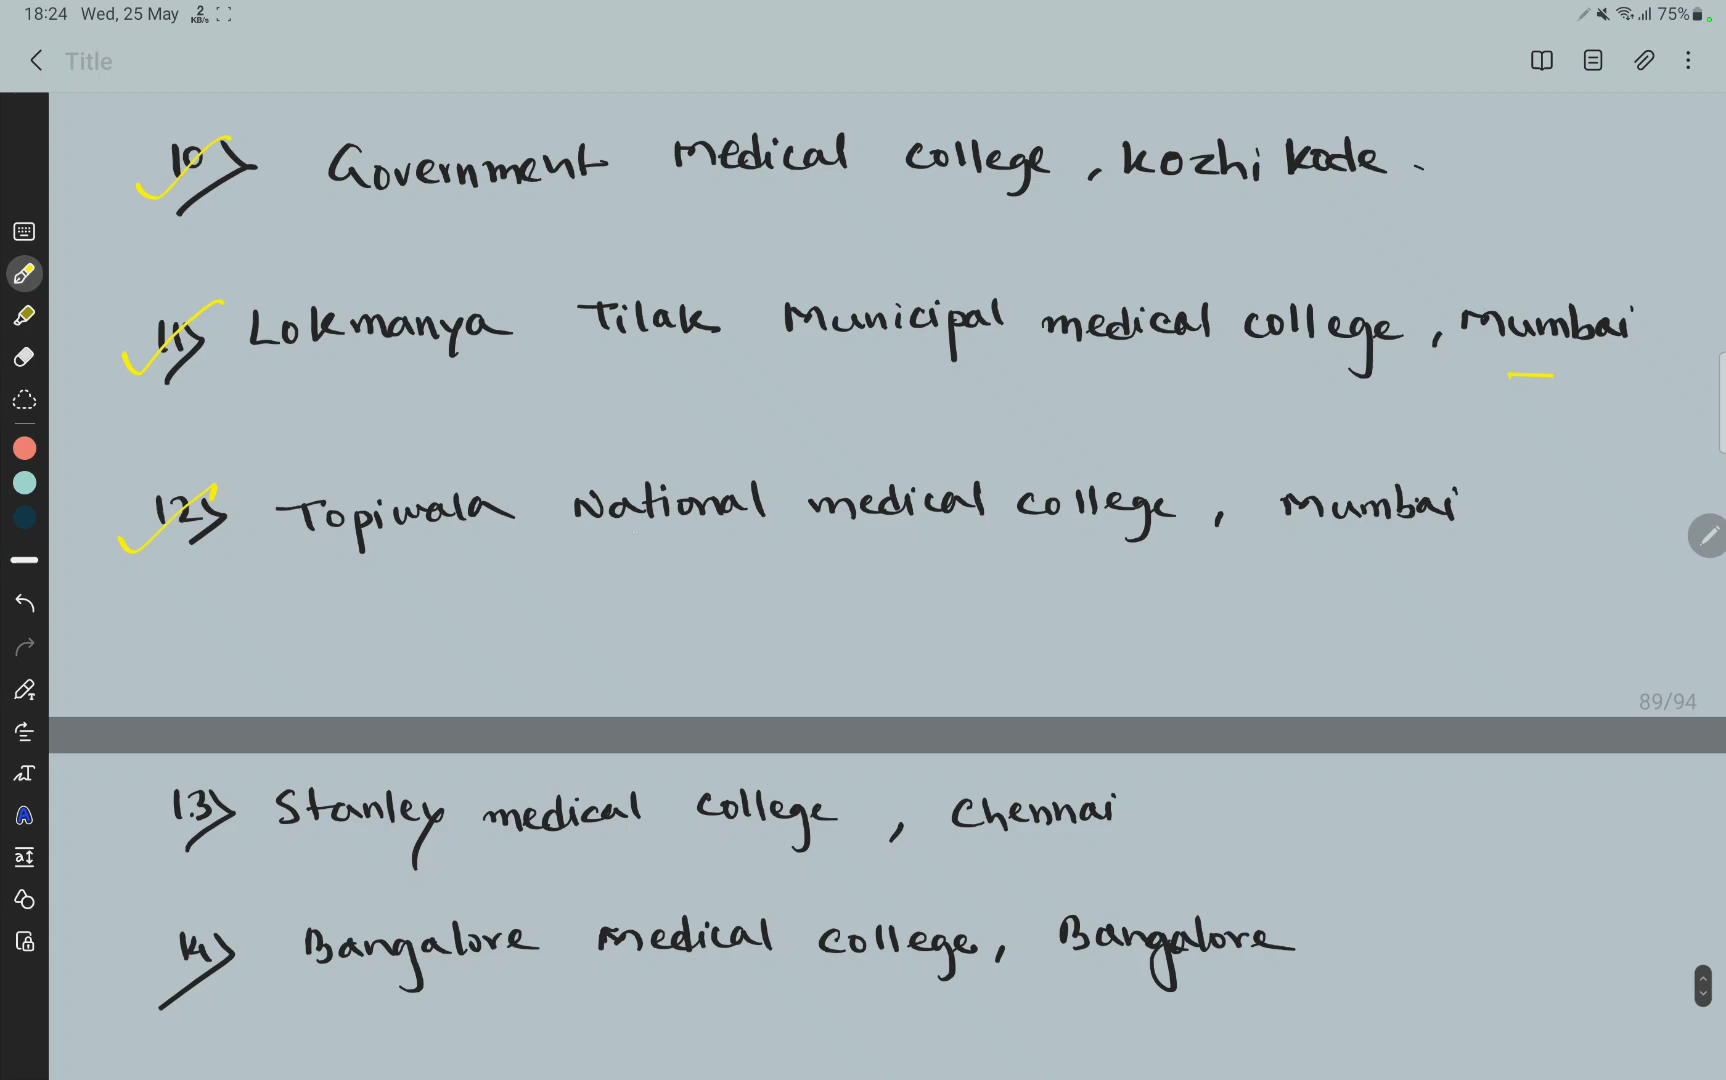 18:24 Wed, 25 May 2 KB/s 75%
Title
10> Government medical college, Kozhi kode.
11> Lokmanya Tilak Municipal medical college, Mumbai
12> Topiwala National medical college, Mumbai
89/94
13> Stanley medical college, Chennai
14> Bangalore medical college, Bangalore